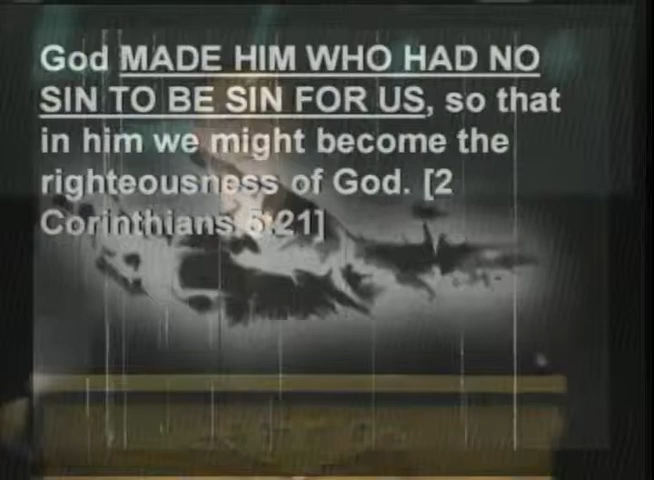 God MADE HIM WHO HAD NO
SIN TO BE SIN FOR US, so that
in him we might become the
righteousness of God. [2
Corinthians 5:21]